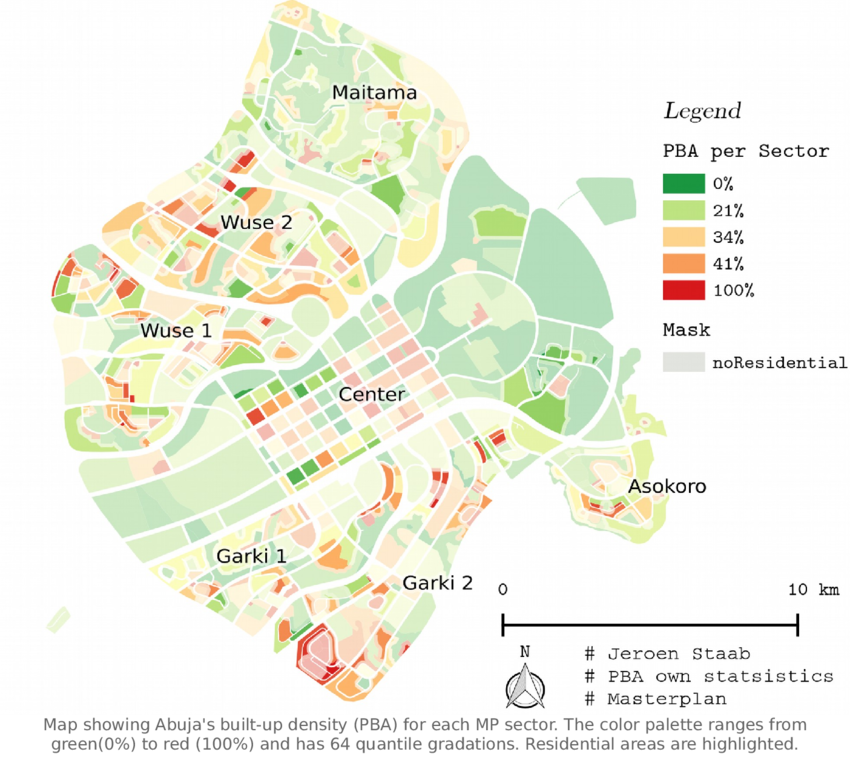 Maitama
Legend
PBA per Sector
0%
21%
34%
41%
100%
Wuse 2
Wuse 1
Mask
noResidential
Center
Asokoro
Garki 1
Garki 2
0 10 km
N
# Jeroen Staab
# PBA own statsistics
# Masterplan
Map showing Abuja's built-up density (PBA) for each MP sector. The color palette ranges from
green(0%) to red (100%) and has 64 quantile gradations. Residential areas are highlighted.